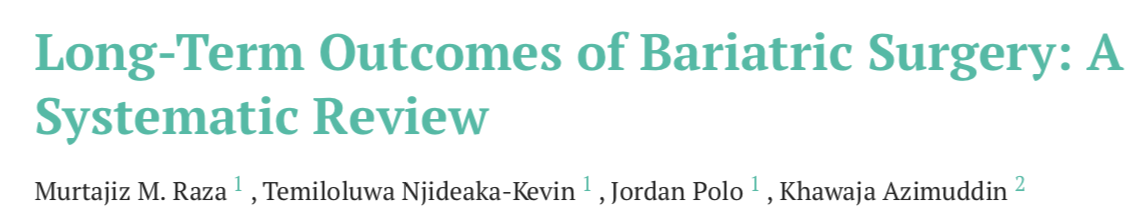 Long-Term Outcomes of Bariatric Surgery: A
Systematic Review
Murtajiz M. Raza 1 , Temiloluwa Njideaka-Kevin 1 , Jordan Polo 1 , Khawaja Azimuddin 2